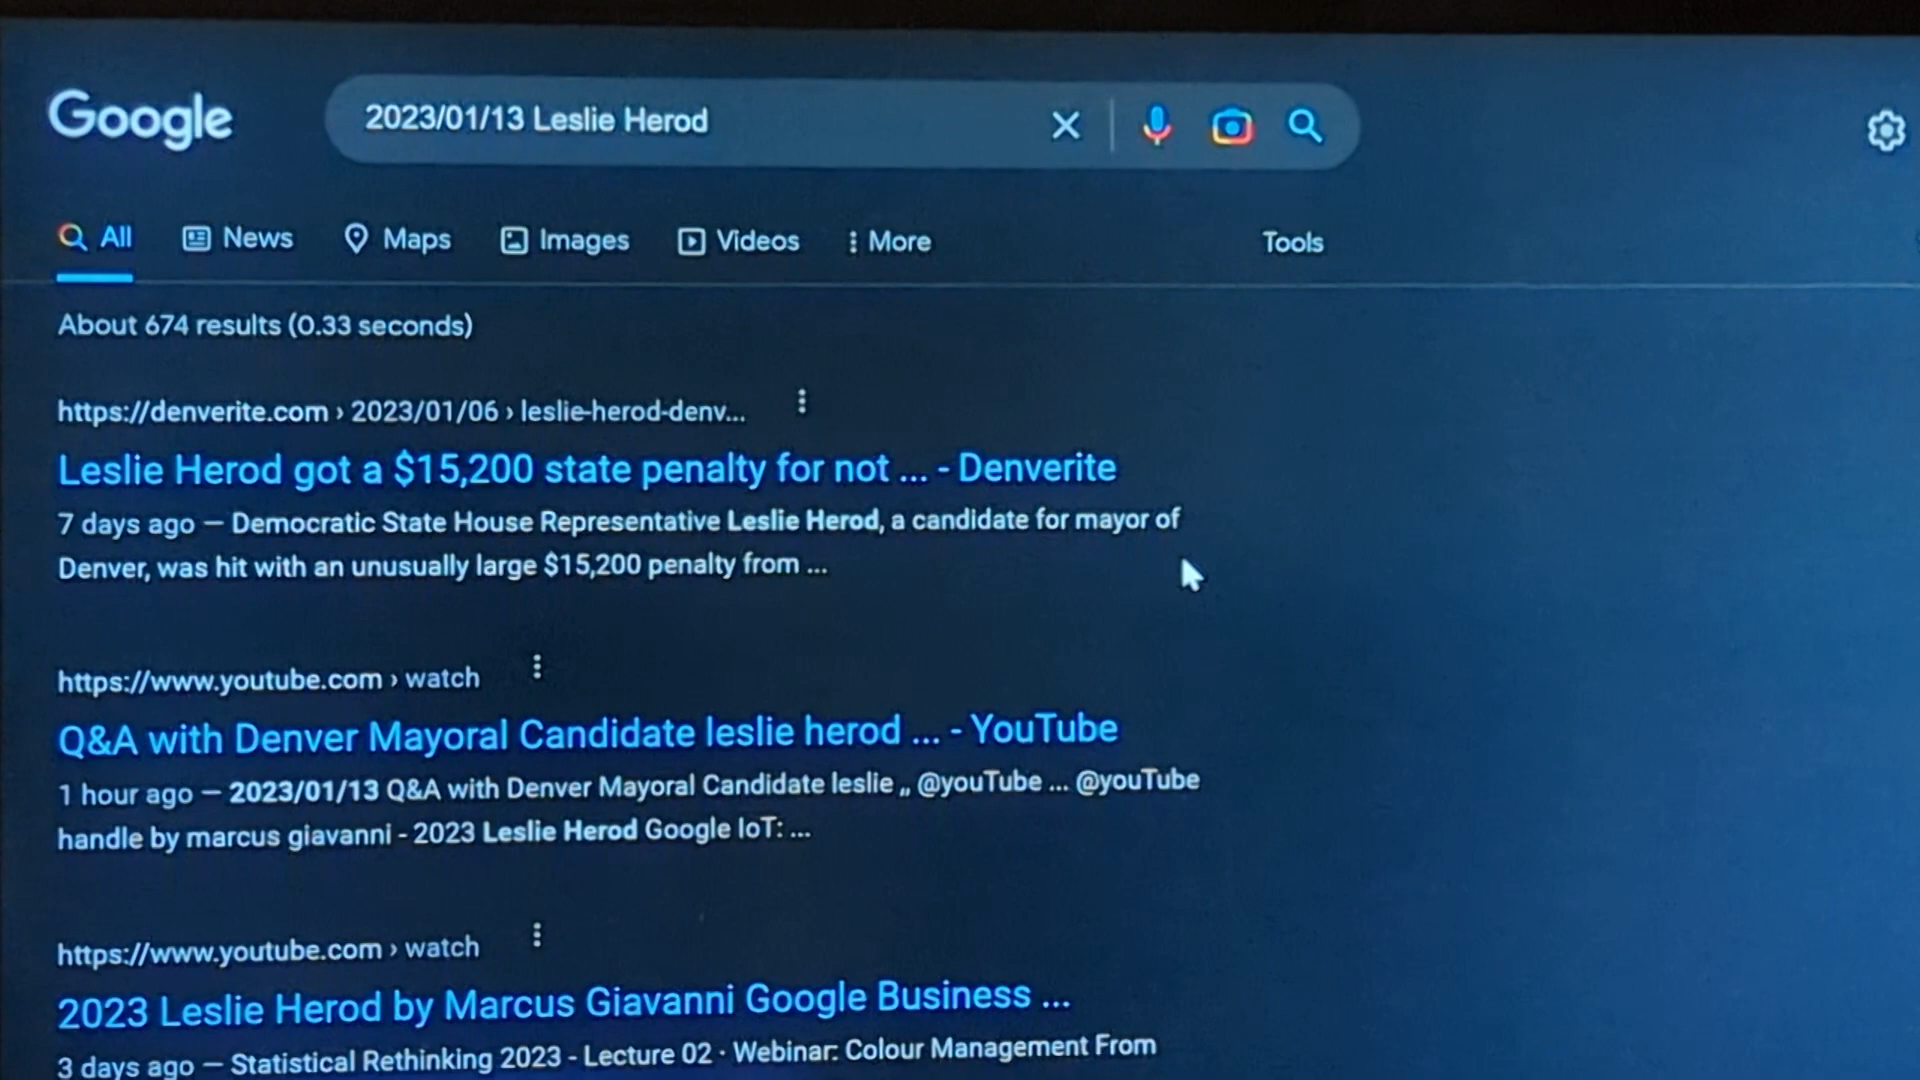 Google
2023/01/13 Leslie Herod
All News Maps Images Videos More Tools
About 674 results (0.33 seconds)
https://denverite.com › 2023/01/06 › leslie-herod-denv...
Leslie Herod got a $15,200 state penalty for not ... - Denverite
7 days ago — Democratic State House Representative Leslie Herod, a candidate for mayor of
Denver, was hit with an unusually large $15,200 penalty from ...
https://www.youtube.com › watch
Q&A with Denver Mayoral Candidate leslie herod ... - YouTube
1 hour ago — 2023/01/13 Q&A with Denver Mayoral Candidate leslie „ @youTube ... @youTube
handle by marcus giavanni - 2023 Leslie Herod Google IoT: ...
https://www.youtube.com › watch
2023 Leslie Herod by Marcus Giavanni Google Business ...
3 days ago — Statistical Rethinking 2023 - Lecture 02 · Webinar: Colour Management From